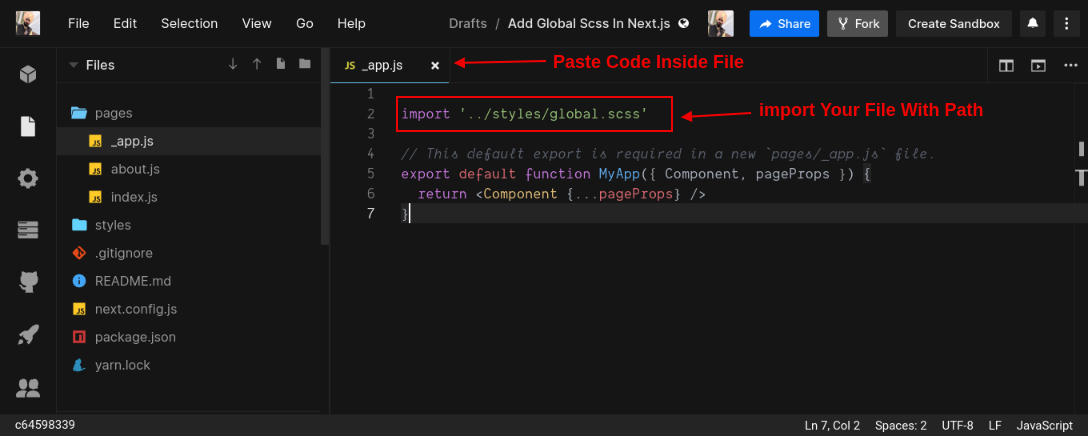 File Edit Selection View Go Help Drafts / Add Global Scss In Next.js Share Fork Create Sandbox
Files
JS _app.js × Paste Code Inside File
pages
JS _app.js
JS about.js
JS index.js
styles
.gitignore
README.md
JS next.config.js
package.json
yarn.lock
1
2 import '../styles/global.scss'
import Your File With Path
3
4 // This default export is required in a new `pages/_app.js` file.
5 export default function MyApp({ Component, pageProps }) {
6 return <Component {...pageProps} />
7 }
c64598339 Ln 7, Col 2 Spaces: 2 UTF-8 LF JavaScript